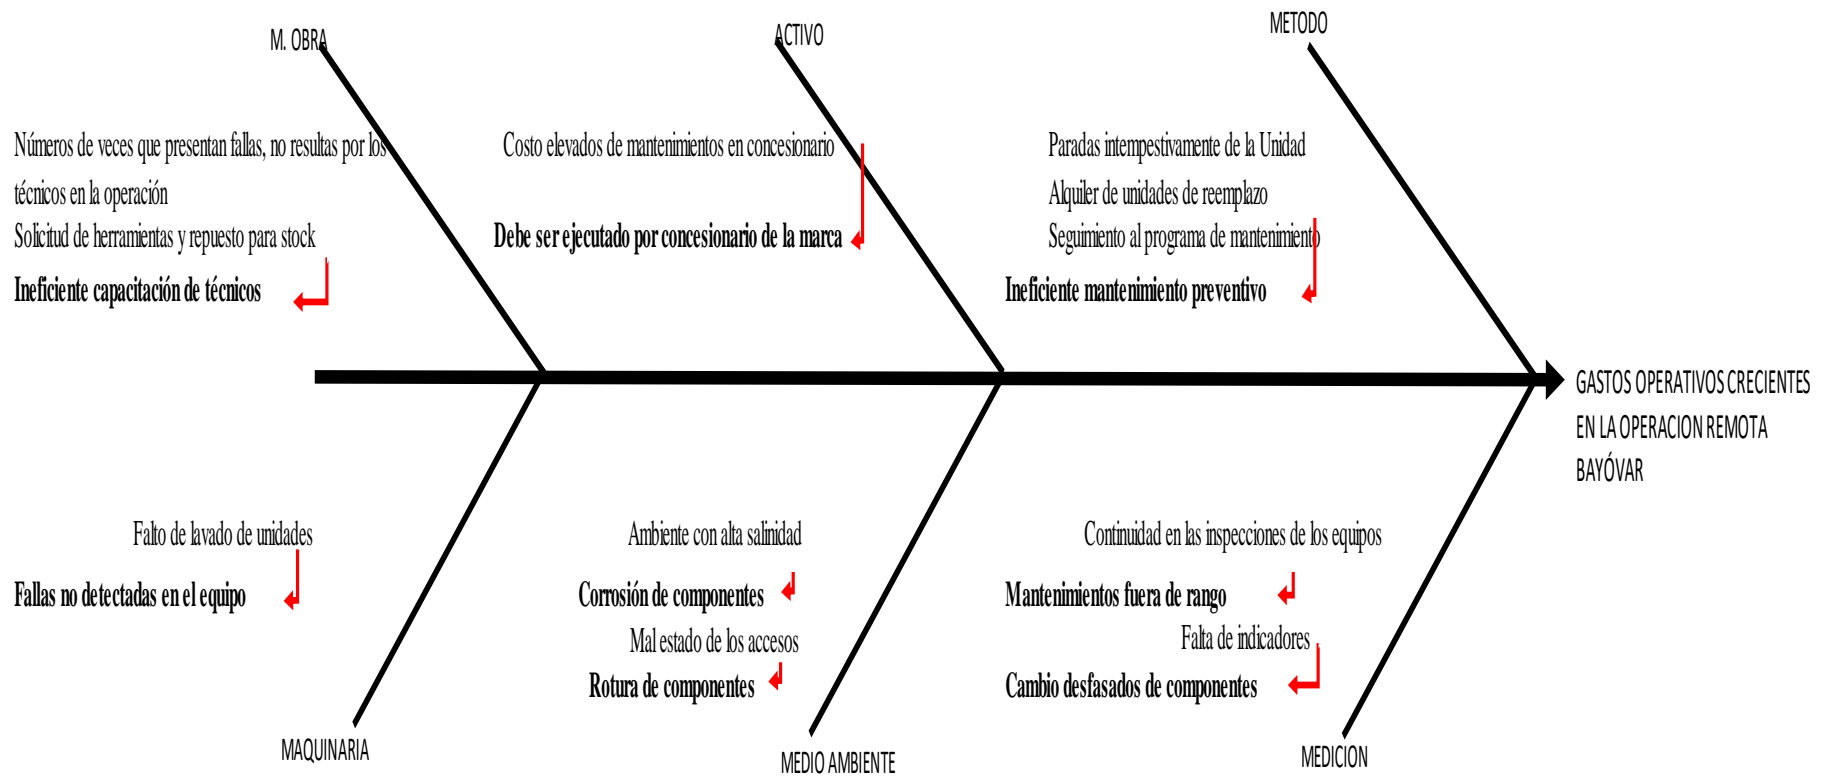 M. OBRA
ACTIVO
METODO
Números de veces que presentan fallas, no resultas por los
técnicos en la operación
Solicitud de herramientas y repuesto para stock
Ineficiente capacitación de técnicos
Costo elevados de mantenimientos en concesionario
Debe ser ejecutado por concesionario de la marca
Paradas intempestivamente de la Unidad
Alquiler de unidades de reemplazo
Seguimiento al programa de mantenimiento
Ineficiente mantenimiento preventivo
GASTOS OPERATIVOS CRECIENTES
EN LA OPERACION REMOTA
BAYÓVAR
Falto de lavado de unidades
Fallas no detectadas en el equipo
Ambiente con alta salinidad
Corrosión de componentes
Mal estado de los accesos
Rotura de componentes
Continuidad en las inspecciones de los equipos
Mantenimientos fuera de rango
Falta de indicadores
Cambio desfasados de componentes
MAQUINARIA
MEDIO AMBIENTE
MEDICION